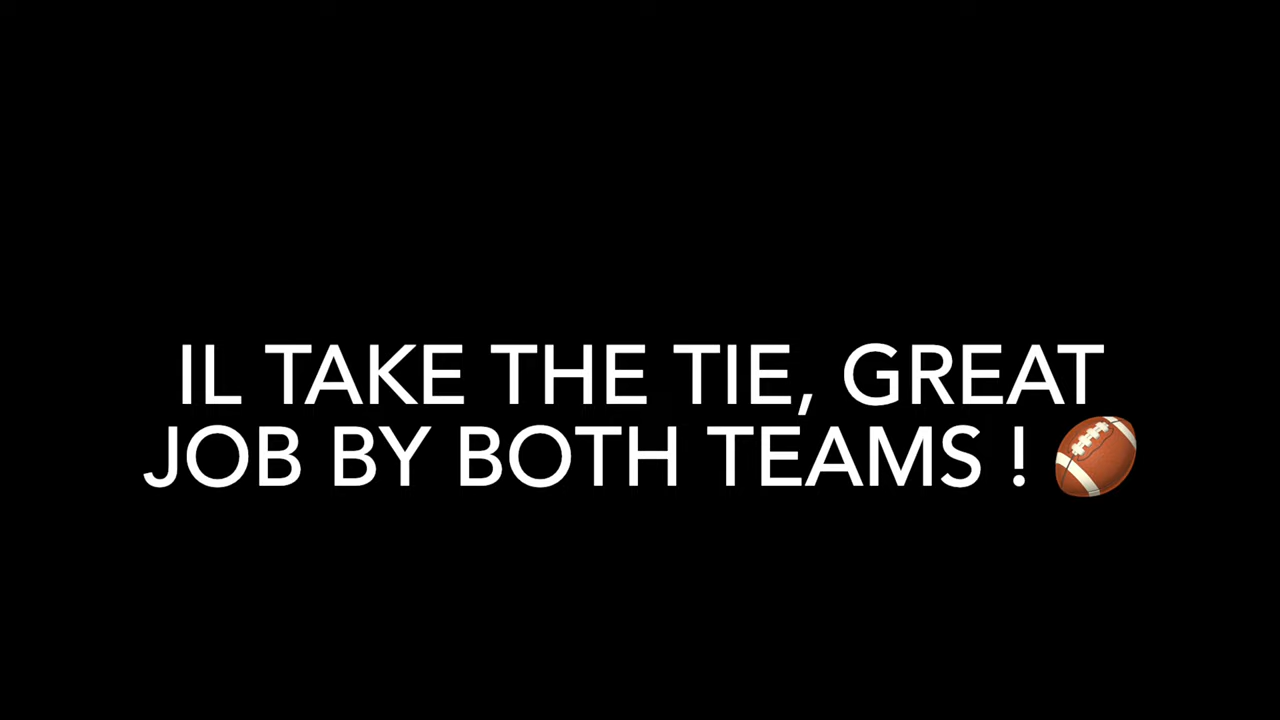 IL TAKE THE TIE, GREAT
JOB BY BOTH TEAMS ! 🏈